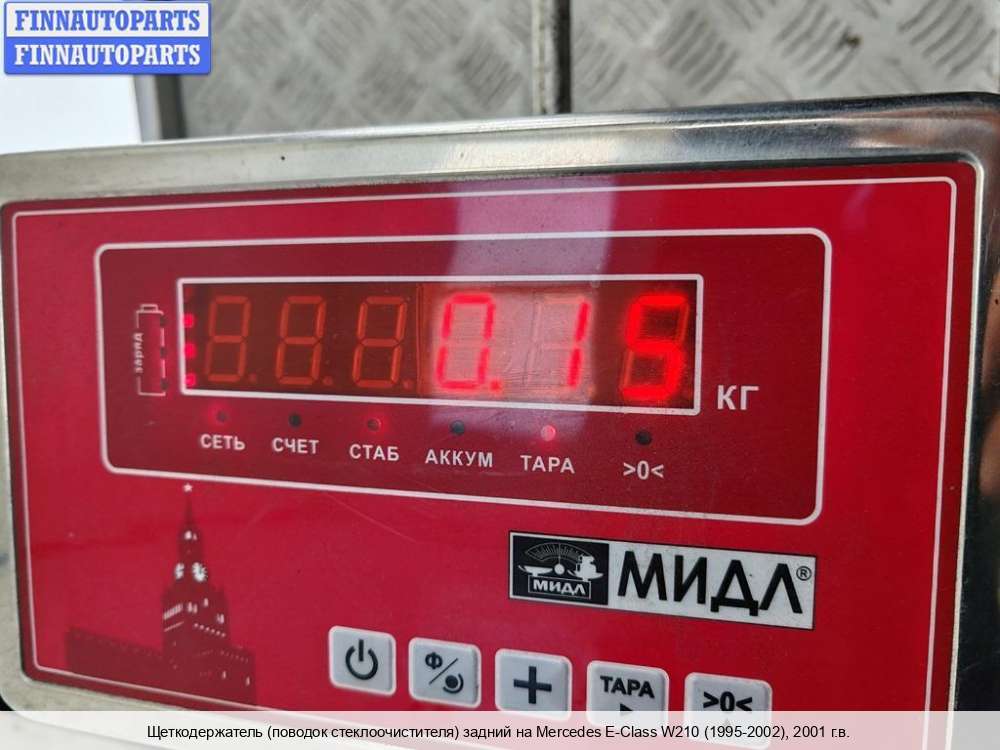 FINNAUTOPARTS
FINNAUTOPARTS
заряд
0.15
КГ
СЕТЬ СЧЕТ СТАБ АККУМ ТАРА >0<
МИДЛ МИДЛ®
Ф + ТАРА >0<
Щеткодержатель (поводок стеклоочистителя) задний на Mercedes E-Class W210 (1995-2002), 2001 г.в.